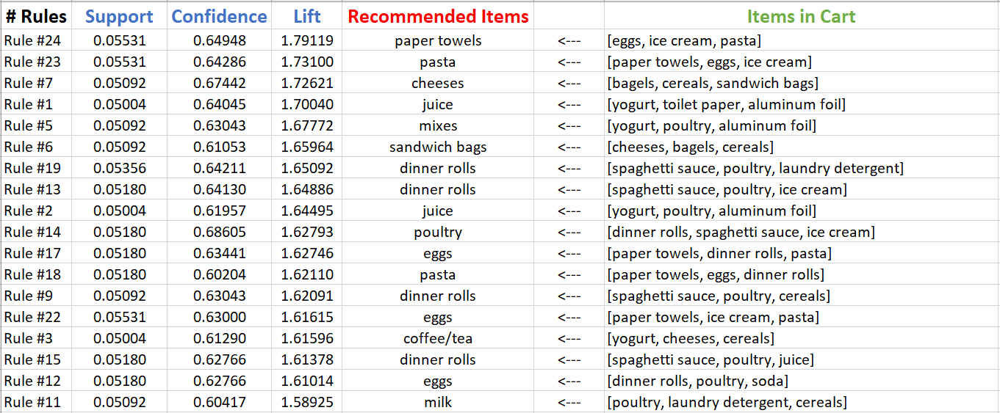 # Rules Support Confidence Lift Recommended Items Items in Cart
Rule #24 0.05531 0.64948 1.79119 paper towels <--- [eggs, ice cream, pasta]
Rule #23 0.05531 0.64286 1.73100 pasta <--- [paper towels, eggs, ice cream]
Rule #7 0.05092 0.67442 1.72621 cheeses <--- [bagels, cereals, sandwich bags]
Rule #1 0.05004 0.64045 1.70040 juice <--- [yogurt, toilet paper, aluminum foil]
Rule #5 0.05092 0.63043 1.67772 mixes <--- [yogurt, poultry, aluminum foil]
Rule #6 0.05092 0.61053 1.65964 sandwich bags <--- [cheeses, bagels, cereals]
Rule #19 0.05356 0.64211 1.65092 dinner rolls <--- [spaghetti sauce, poultry, laundry detergent]
Rule #13 0.05180 0.64130 1.64886 dinner rolls <--- [spaghetti sauce, poultry, ice cream]
Rule #2 0.05004 0.61957 1.64495 juice <--- [yogurt, poultry, aluminum foil]
Rule #14 0.05180 0.68605 1.62793 poultry <--- [dinner rolls, spaghetti sauce, ice cream]
Rule #17 0.05180 0.63441 1.62746 eggs <--- [paper towels, dinner rolls, pasta]
Rule #18 0.05180 0.60204 1.62110 pasta <--- [paper towels, eggs, dinner rolls]
Rule #9 0.05092 0.63043 1.62091 dinner rolls <--- [spaghetti sauce, poultry, cereals]
Rule #22 0.05531 0.63000 1.61615 eggs <--- [paper towels, ice cream, pasta]
Rule #3 0.05004 0.61290 1.61596 coffee/tea <--- [yogurt, cheeses, cereals]
Rule #15 0.05180 0.62766 1.61378 dinner rolls <--- [spaghetti sauce, poultry, juice]
Rule #12 0.05180 0.62766 1.61014 eggs <--- [dinner rolls, poultry, soda]
Rule #11 0.05092 0.60417 1.58925 milk <--- [poultry, laundry detergent, cereals]